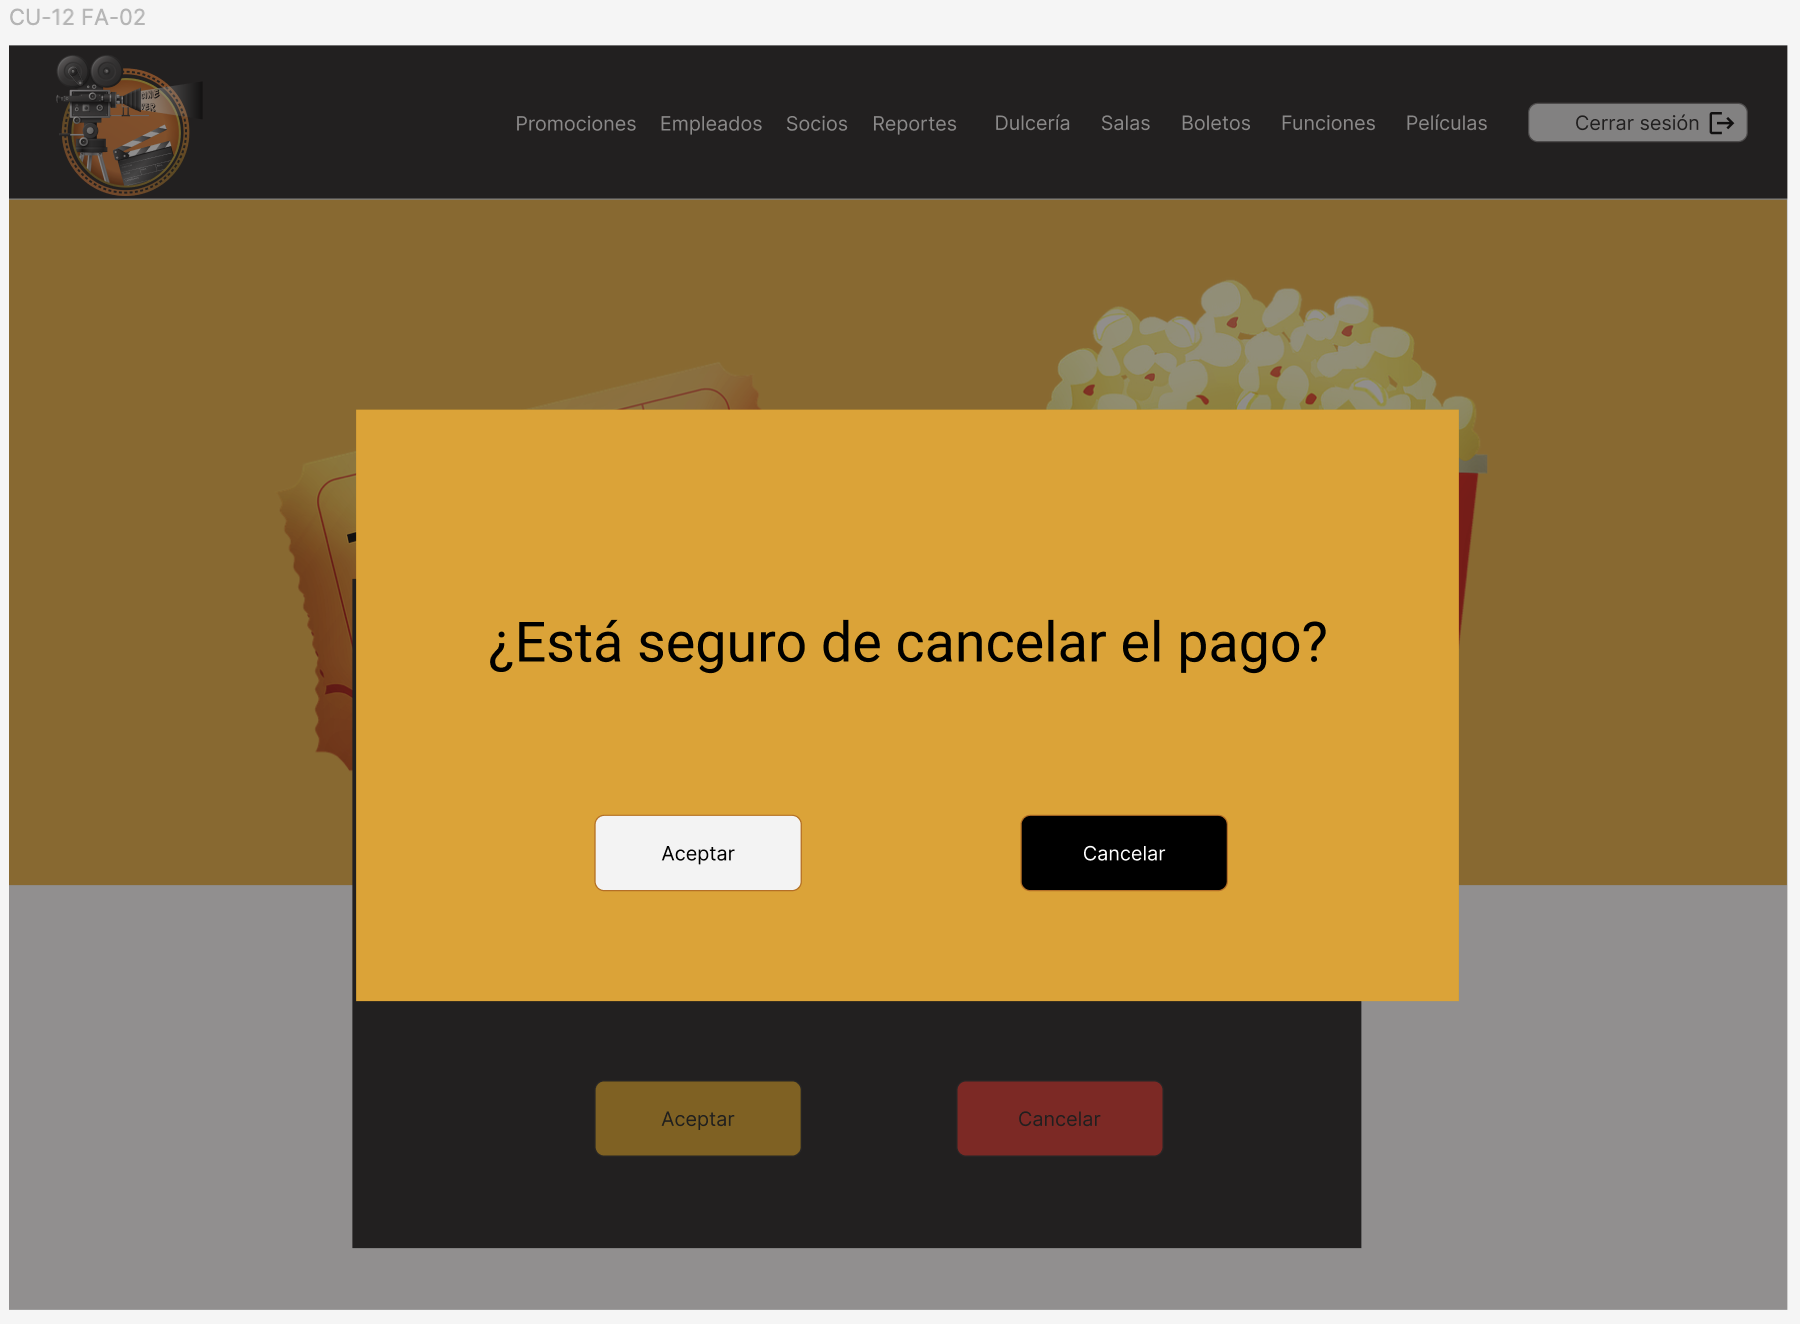 CU-12 FA-02
Promociones Empleados Socios Reportes Dulcería Salas Boletos Funciones Películas Cerrar sesión
¿Está seguro de cancelar el pago?
Aceptar Cancelar
Aceptar Cancelar